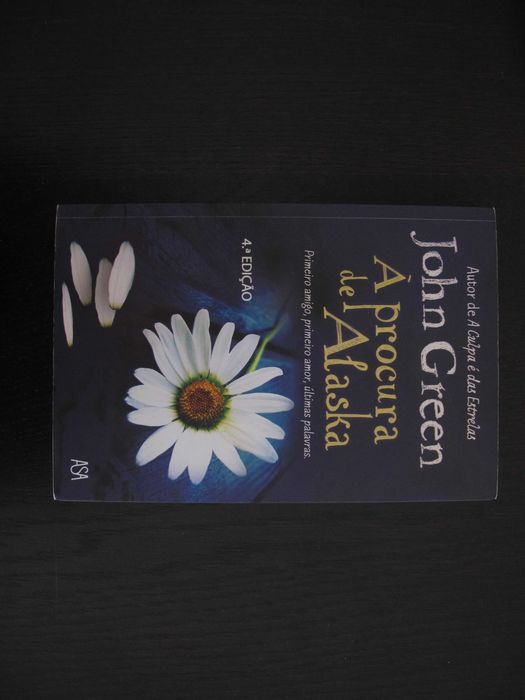 Autor de A Culpa é das Estrelas
John Green
À procura
de
Alaska
Primeiro amigo, primeiro amor, últimas palavras.
4.ª EDIÇÃO
ASA